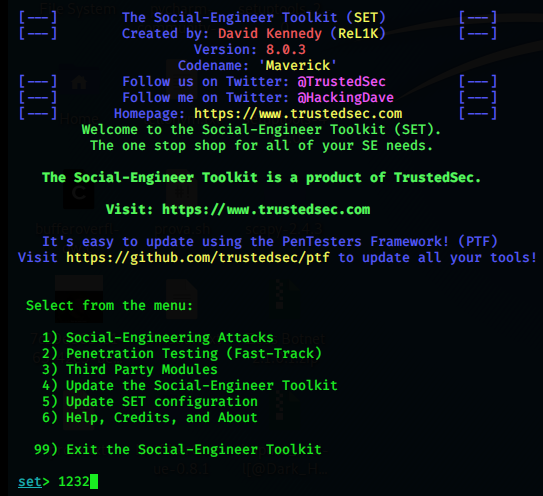 [---] The Social-Engineer Toolkit (SET) [---]
[---] Created by: David Kennedy (ReL1K) [---]
Version: 8.0.3
Codename: 'Maverick'
[---] Follow us on Twitter: @TrustedSec [---]
[---] Follow me on Twitter: @HackingDave [---]
[---] Homepage: https://www.trustedsec.com [---]
Welcome to the Social-Engineer Toolkit (SET).
The one stop shop for all of your SE needs.
The Social-Engineer Toolkit is a product of TrustedSec.
Visit: https://www.trustedsec.com
It's easy to update using the PenTesters Framework! (PTF)
Visit https://github.com/trustedsec/ptf to update all your tools!
Select from the menu:
1) Social-Engineering Attacks
2) Penetration Testing (Fast-Track)
3) Third Party Modules
4) Update the Social-Engineer Toolkit
5) Update SET configuration
6) Help, Credits, and About
99) Exit the Social-Engineer Toolkit
set> 1232